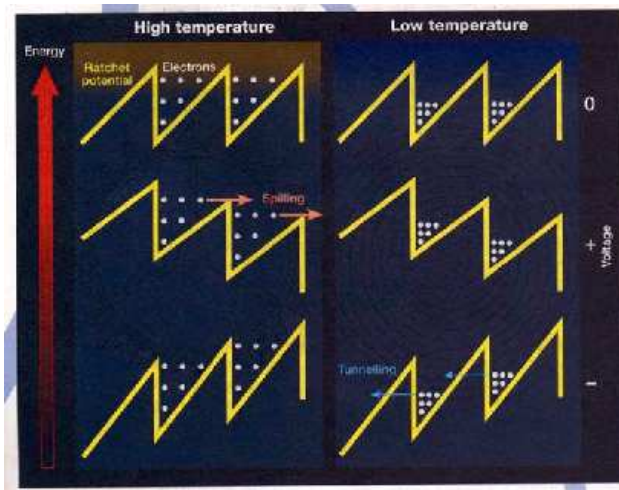 High temperature
Low temperature
Energy
Ratchet
potential
Electrons
0
Spilling
+
Voltage
Tunnelling
−